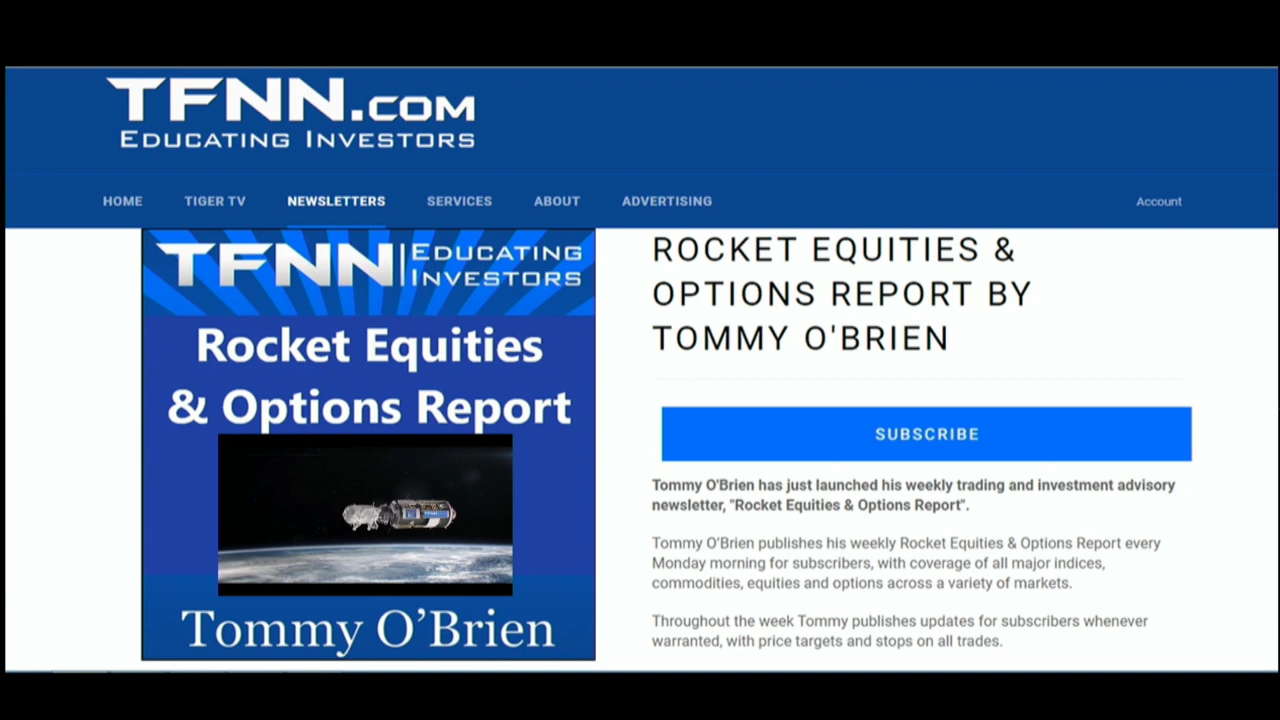 TFNN.COM
EDUCATING INVESTORS
HOME TIGER TV NEWSLETTERS SERVICES ABOUT ADVERTISING Account
TFNN EDUCATING
INVESTORS
Rocket Equities
& Options Report
TFNN
Tommy O’Brien
ROCKET EQUITIES &
OPTIONS REPORT BY
TOMMY O'BRIEN
SUBSCRIBE
Tommy O'Brien has just launched his weekly trading and investment advisory
newsletter, "Rocket Equities & Options Report".
Tommy O’Brien publishes his weekly Rocket Equities & Options Report every
Monday morning for subscribers, with coverage of all major indices,
commodities, equities and options across a variety of markets.
Throughout the week Tommy publishes updates for subscribers whenever
warranted, with price targets and stops on all trades.